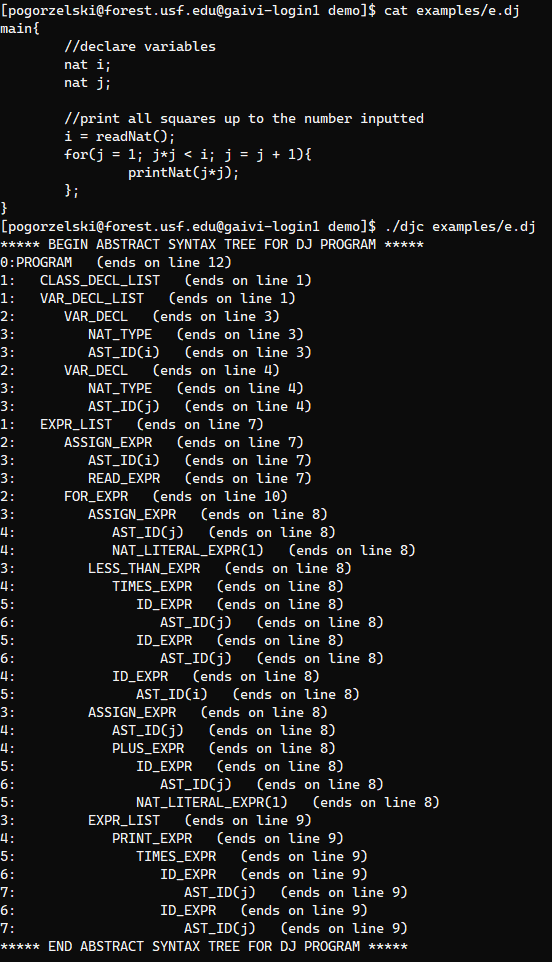 [pogorzelski@forest.usf.edu@gaivi-login1 demo]$ cat examples/e.dj
main{
        //declare variables
        nat i;
        nat j;

        //print all squares up to the number inputted
        i = readNat();
        for(j = 1; j*j < i; j = j + 1){
                printNat(j*j);
        };
}
[pogorzelski@forest.usf.edu@gaivi-login1 demo]$ ./djc examples/e.dj
***** BEGIN ABSTRACT SYNTAX TREE FOR DJ PROGRAM *****
0:PROGRAM   (ends on line 12)
1:   CLASS_DECL_LIST   (ends on line 1)
1:   VAR_DECL_LIST   (ends on line 1)
2:      VAR_DECL   (ends on line 3)
3:         NAT_TYPE   (ends on line 3)
3:         AST_ID(i)   (ends on line 3)
2:      VAR_DECL   (ends on line 4)
3:         NAT_TYPE   (ends on line 4)
3:         AST_ID(j)   (ends on line 4)
1:   EXPR_LIST   (ends on line 7)
2:      ASSIGN_EXPR   (ends on line 7)
3:         AST_ID(i)   (ends on line 7)
3:         READ_EXPR   (ends on line 7)
2:      FOR_EXPR   (ends on line 10)
3:         ASSIGN_EXPR   (ends on line 8)
4:            AST_ID(j)   (ends on line 8)
4:            NAT_LITERAL_EXPR(1)   (ends on line 8)
3:         LESS_THAN_EXPR   (ends on line 8)
4:            TIMES_EXPR   (ends on line 8)
5:               ID_EXPR   (ends on line 8)
6:                  AST_ID(j)   (ends on line 8)
5:               ID_EXPR   (ends on line 8)
6:                  AST_ID(j)   (ends on line 8)
4:            ID_EXPR   (ends on line 8)
5:               AST_ID(i)   (ends on line 8)
3:         ASSIGN_EXPR   (ends on line 8)
4:            AST_ID(j)   (ends on line 8)
4:            PLUS_EXPR   (ends on line 8)
5:               ID_EXPR   (ends on line 8)
6:                  AST_ID(j)   (ends on line 8)
5:               NAT_LITERAL_EXPR(1)   (ends on line 8)
3:         EXPR_LIST   (ends on line 9)
4:            PRINT_EXPR   (ends on line 9)
5:               TIMES_EXPR   (ends on line 9)
6:                  ID_EXPR   (ends on line 9)
7:                     AST_ID(j)   (ends on line 9)
6:                  ID_EXPR   (ends on line 9)
7:                     AST_ID(j)   (ends on line 9)
***** END ABSTRACT SYNTAX TREE FOR DJ PROGRAM *****